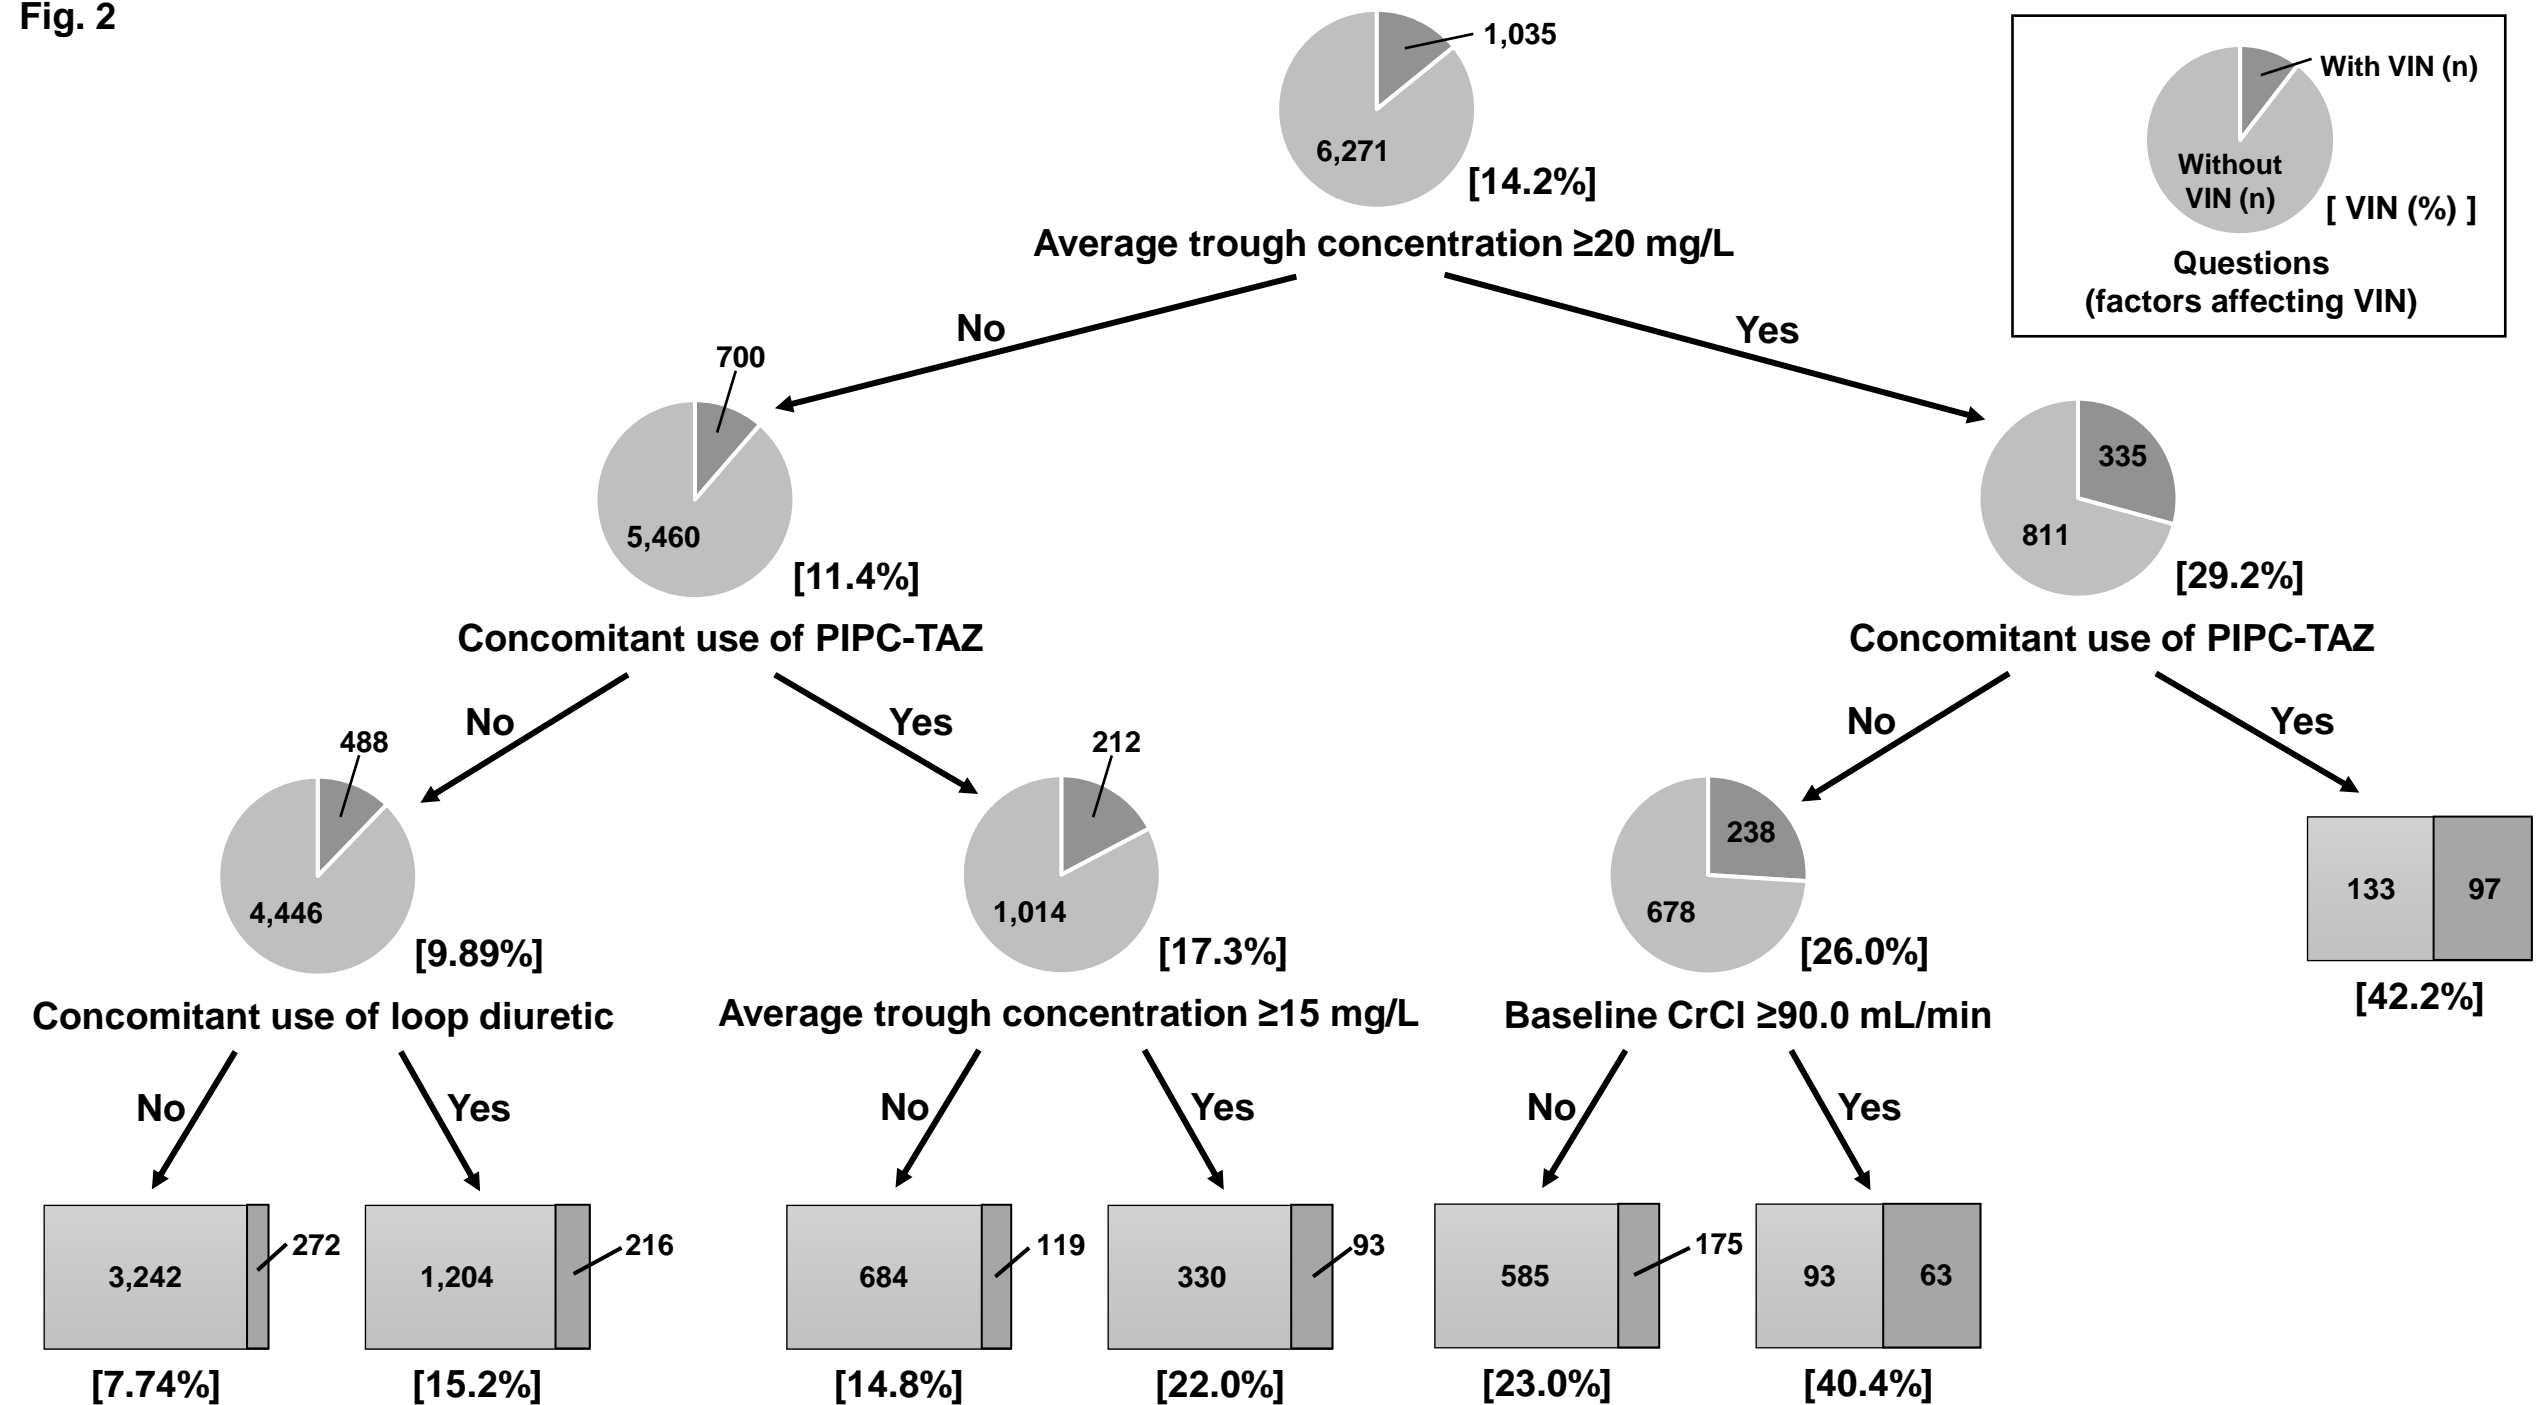 Fig. 2
1,035
6,271
[14.2%]
Average trough concentration ≥20 mg/L
With VIN (n)
Without
VIN (n)
[ VIN (%) ]
Questions
(factors affecting VIN)
No
Yes
700
5,460
[11.4%]
Concomitant use of PIPC-TAZ
335
811
[29.2%]
Concomitant use of PIPC-TAZ
No
Yes
No
Yes
488
4,446
[9.89%]
Concomitant use of loop diuretic
212
1,014
[17.3%]
Average trough concentration ≥15 mg/L
238
678
[26.0%]
Baseline CrCl ≥90.0 mL/min
133
97
[42.2%]
No
Yes
No
Yes
No
Yes
3,242
272
[7.74%]
1,204
216
[15.2%]
684
119
[14.8%]
330
93
[22.0%]
585
175
[23.0%]
93
63
[40.4%]